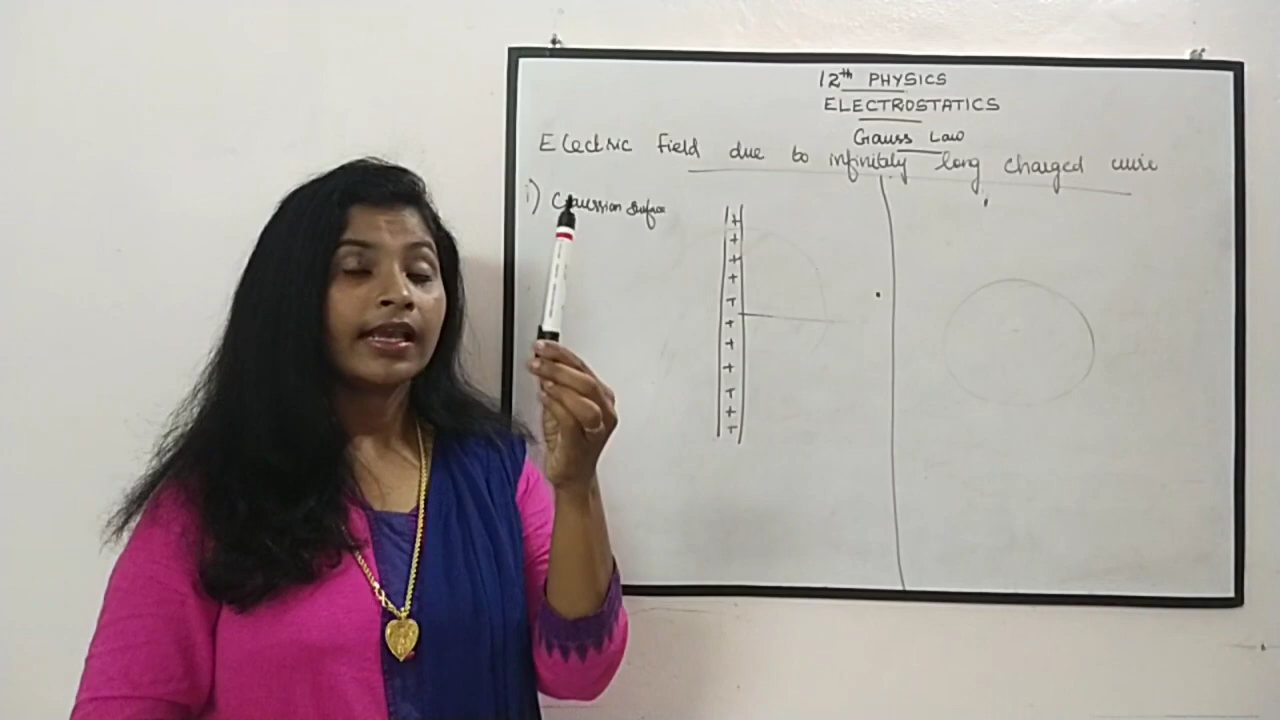 12th PHYSICS
ELECTROSTATICS
Gauss Law
Electric Field due to infinitely long charged wire
i) Gaussian surface
+
+
+
+
+
+
+
+
+
+
+